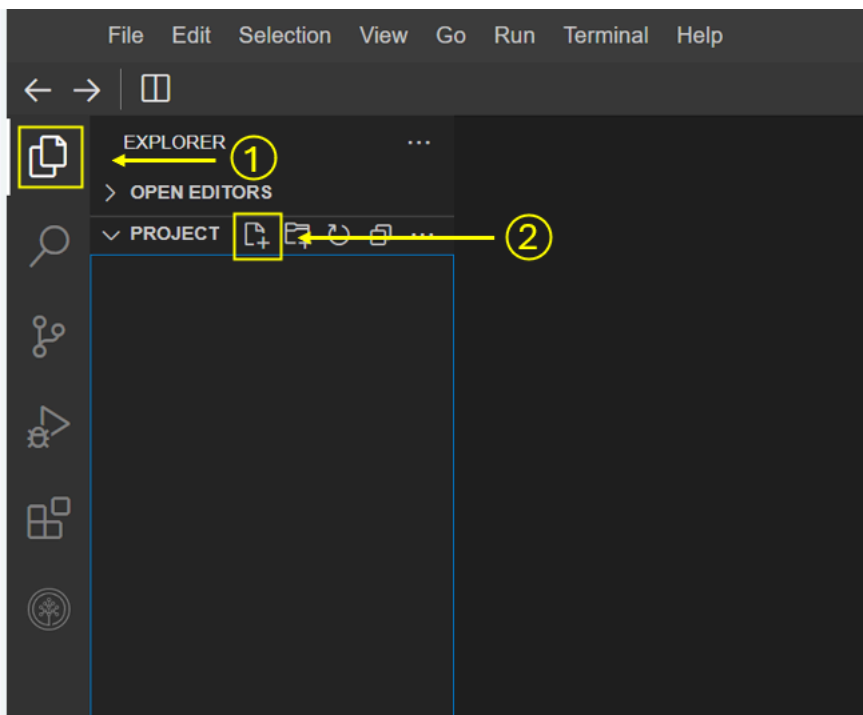 File Edit Selection View Go Run Terminal Help
EXPLORER ...
1
OPEN EDITORS
PROJECT ...
2